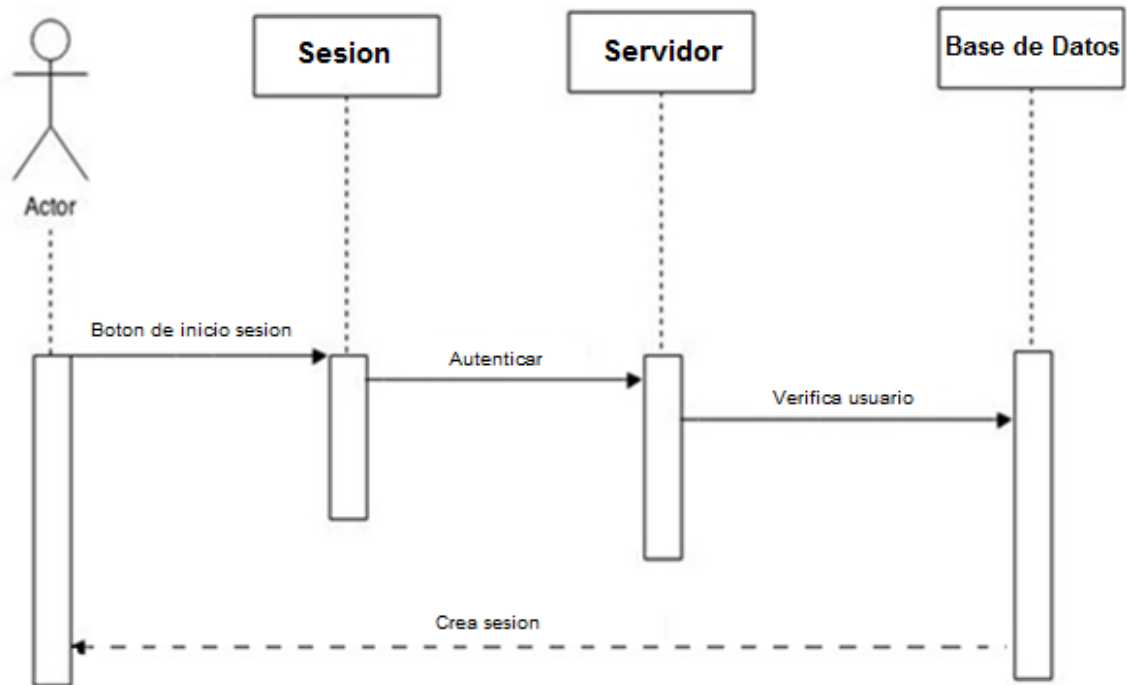 Sesion
Servidor
Base de Datos
Actor
Boton de inicio sesion
Autenticar
Verifica usuario
Crea sesion